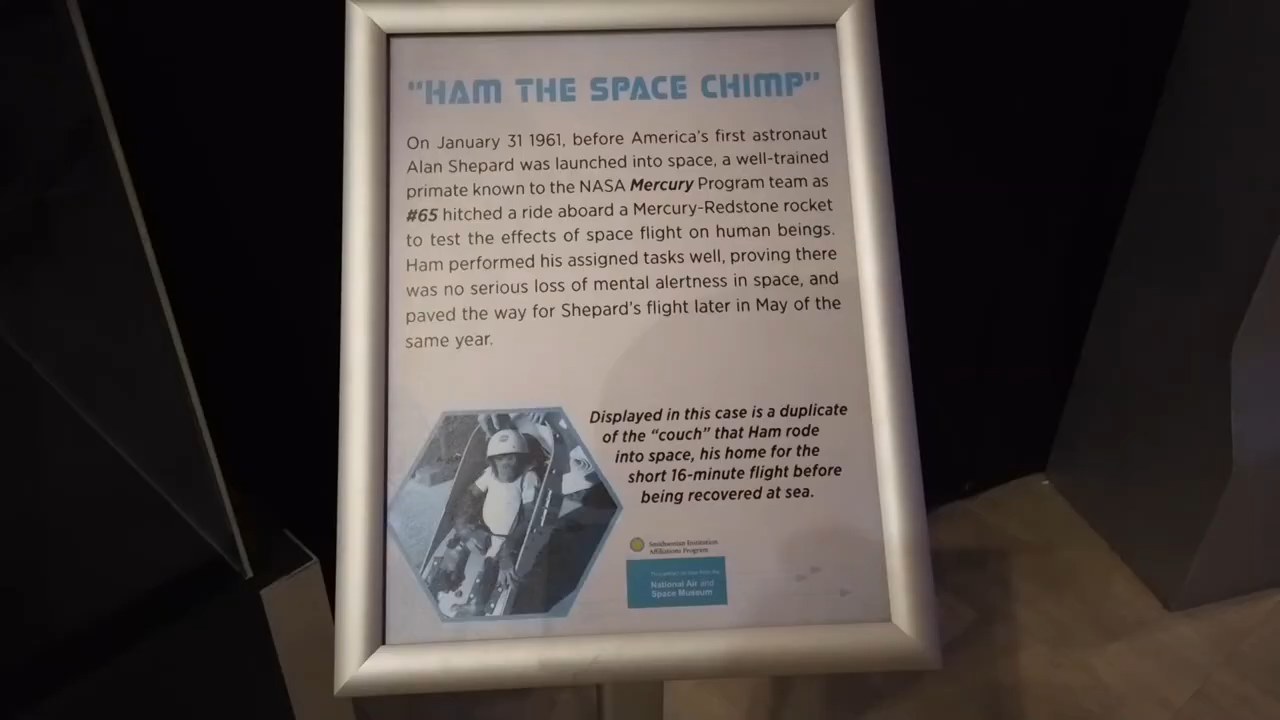 "HAM THE SPACE CHIMP"
On January 31 1961, before America's first astronaut
Alan Shepard was launched into space, a well-trained
primate known to the NASA Mercury Program team as
#65 hitched a ride aboard a Mercury-Redstone rocket
to test the effects of space flight on human beings.
Ham performed his assigned tasks well, proving there
was no serious loss of mental alertness in space, and
paved the way for Shepard's flight later in May of the
same year.
Displayed in this case is a duplicate
of the "couch" that Ham rode
into space, his home for the
short 16-minute flight before
being recovered at sea.
Smithsonian Institution
Affiliations Program
National Air and
Space Museum